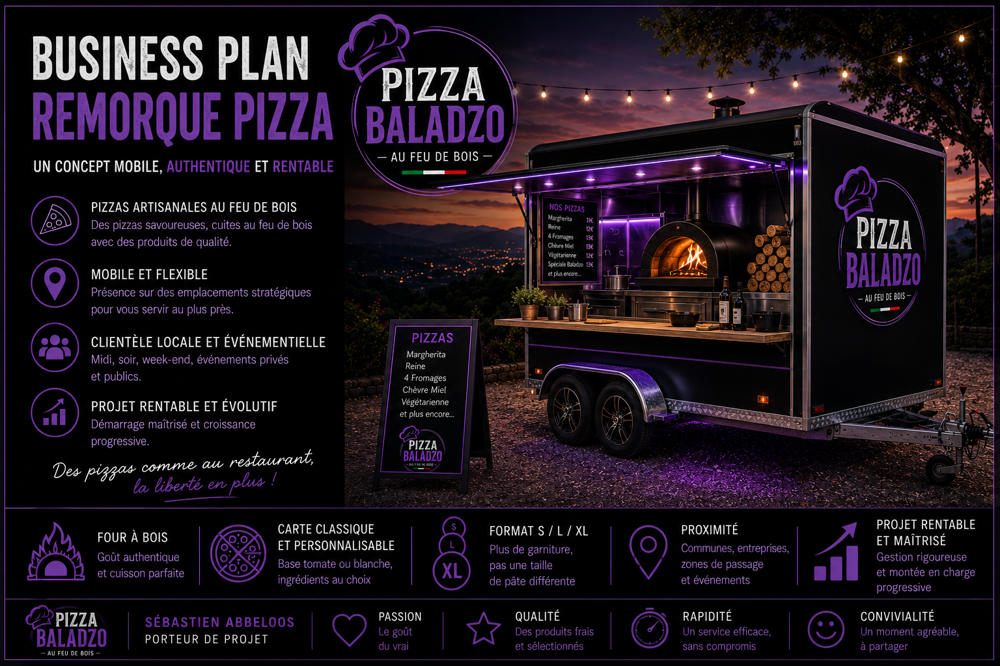 BUSINESS PLAN
REMORQUE PIZZA
UN CONCEPT MOBILE, AUTHENTIQUE ET RENTABLE
PIZZAS ARTISANALES AU FEU DE BOIS
Des pizzas savoureuses, cuites au feu de bois
avec des produits de qualité.
MOBILE ET FLEXIBLE
Présence sur des emplacements stratégiques
pour vous servir au plus près.
CLIENTÈLE LOCALE ET ÉVÉNEMENTIELLE
Midi, soir, week-end, événements privés
et publics.
PROJET RENTABLE ET ÉVOLUTIF
Démarrage maîtrisé et croissance
progressive.
Des pizzas comme au restaurant,
la liberté en plus !
PIZZA
BALADZO
— AU FEU DE BOIS —
NOS PIZZAS
Margherita 11€
Reine 12€
4 Fromages 13€
Chèvre Miel 13€
Végétarienne 12€
Spéciale Baladzo 13€
et plus encore...
PIZZA
BALADZO
— AU FEU DE BOIS —
PIZZAS
Margherita
Reine
4 Fromages
Chèvre Miel
Végétarienne
et plus encore...
PIZZA
BALADZO
— AU FEU DE BOIS —
FOUR À BOIS
Goût authentique
et cuisson parfaite
CARTE CLASSIQUE
ET PERSONNALISABLE
Base tomate ou blanche,
ingrédients au choix
S
L
XL
FORMAT S / L / XL
Plus de garniture,
pas une taille
de pâte différente
PROXIMITÉ
Communes, entreprises,
zones de passage
et événements
PROJET RENTABLE
ET MAÎTRISÉ
Gestion rigoureuse
et montée en charge
progressive
PIZZA
BALADZO
— AU FEU DE BOIS —
SÉBASTIEN ABBELOOS
PORTEUR DE PROJET
PASSION
Le goût
du vrai
QUALITÉ
Des produits frais
et sélectionnés
RAPIDITÉ
Un service efficace,
sans compromis
CONVIVIALITÉ
Un moment agréable,
à partager